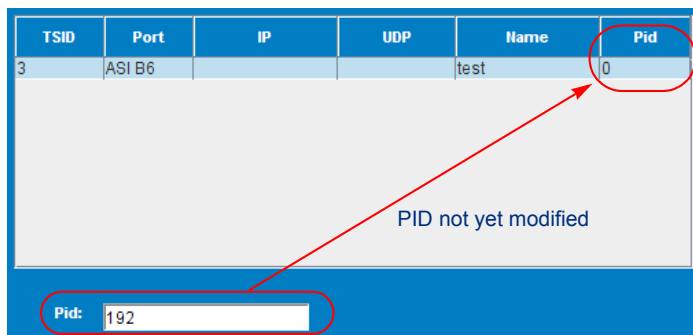 TSID Port IP UDP Name Pid
3 ASI B6 test 0
PID not yet modified
Pid: 192